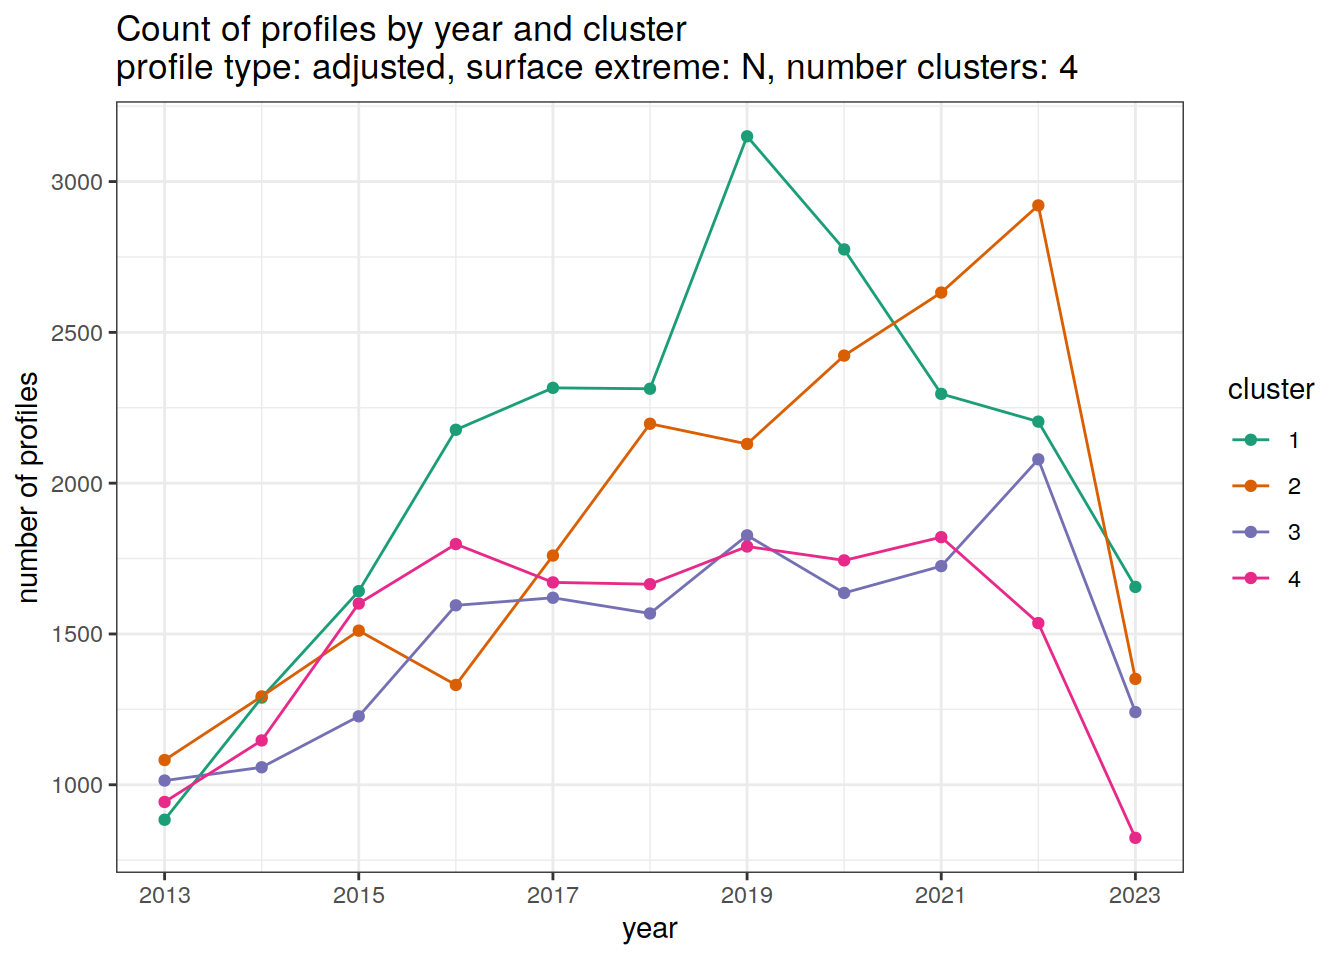 Count of profiles by year and cluster
profile type: adjusted, surface extreme: N, number clusters: 4
number of profiles
3000
2500
2000
1500
1000
2013 2015 2017 2019 2021 2023
year
cluster
1
2
3
4